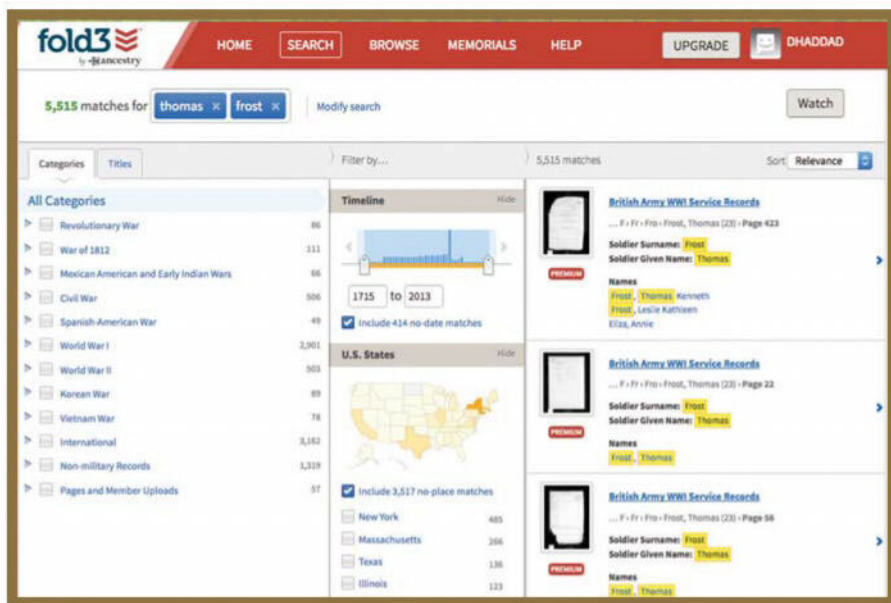 fold3
by ancestry
HOME
SEARCH
BROWSE
MEMORIALS
HELP
UPGRADE
DHADDAD
5,515 matches for
thomas ×
frost ×
Modify search
Watch
Categories
Titles
Filter by...
5,515 matches
Sort Relevance
All Categories
Revolutionary War 86
War of 1812 111
Mexican American and Early Indian Wars 66
Civil War 506
Spanish-American War 49
World War I 2,901
World War II 503
Korean War 89
Vietnam War 78
International 3,162
Non-military Records 1,319
Pages and Member Uploads 57
Timeline Hide
1715 to 2013
Include 414 no-date matches
U.S. States Hide
Include 3,517 no-place matches
New York 485
Massachusetts 266
Texas 136
Illinois 123
PREMIUM
British Army WWI Service Records
... F › Fr › Fro › Frost, Thomas (23) › Page 423
Soldier Surname: Frost
Soldier Given Name: Thomas
Names
Frost, Thomas Kenneth
Frost, Leslie Kathleen
Eliza, Annie
PREMIUM
British Army WWI Service Records
... F › Fr › Fro › Frost, Thomas (23) › Page 22
Soldier Surname: Frost
Soldier Given Name: Thomas
Names
Frost, Thomas
PREMIUM
British Army WWI Service Records
... F › Fr › Fro › Frost, Thomas (23) › Page 56
Soldier Surname: Frost
Soldier Given Name: Thomas
Names
Frost, Thomas